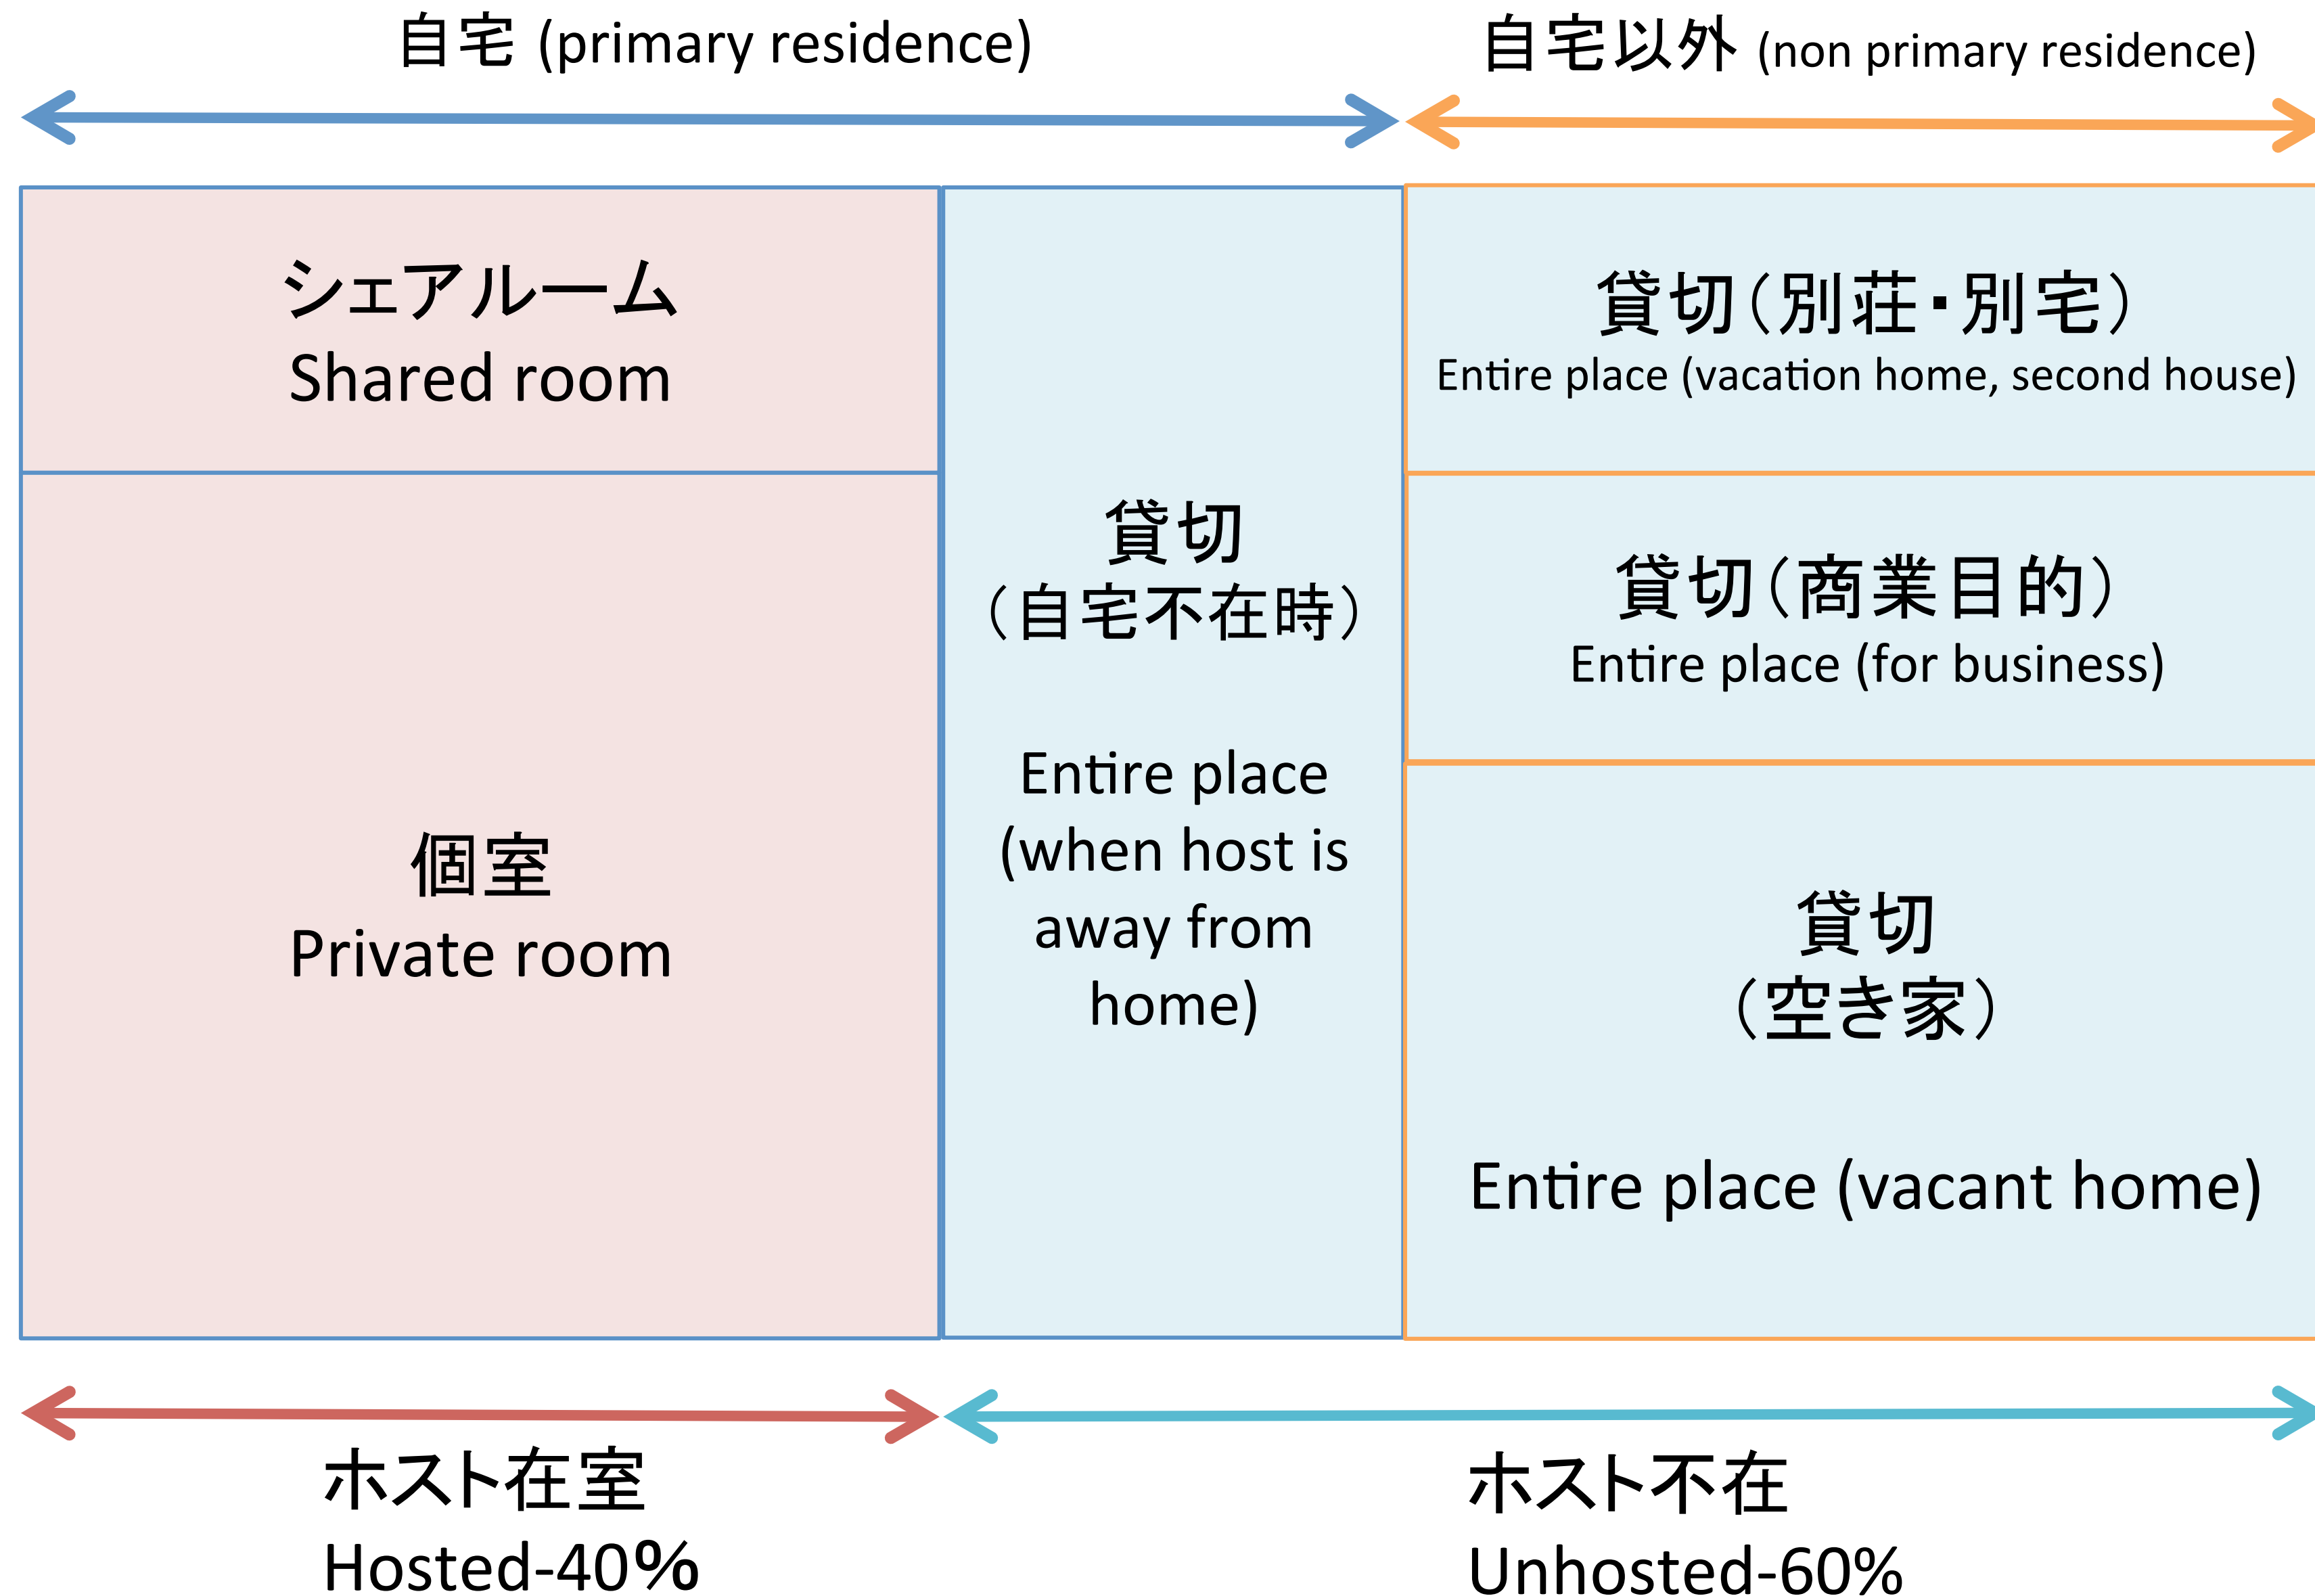 自宅 (primary residence)
自宅以外 (non primary residence)
シェアルーム
Shared room
個室
Private room
貸切
（自宅不在時）
Entire place
(when host is
away from
home)
貸切（別荘・別宅）
Entire place (vacation home, second house)
貸切（商業目的）
Entire place (for business)
貸切
（空き家）
Entire place (vacant home)
ホスト在室
Hosted-40%
ホスト不在
Unhosted-60%